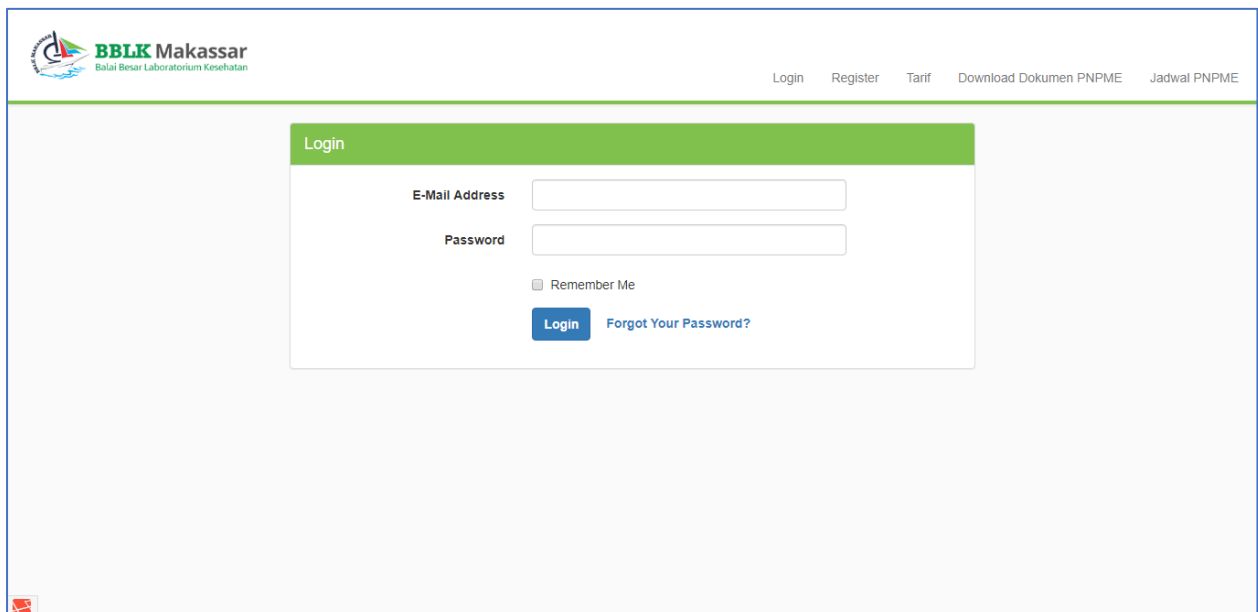 BBLK Makassar
Balai Besar Laboratorium Kesehatan
Login Register Tarif Download Dokumen PNPME Jadwal PNPME
Login
E-Mail Address
Password
Remember Me
Login Forgot Your Password?